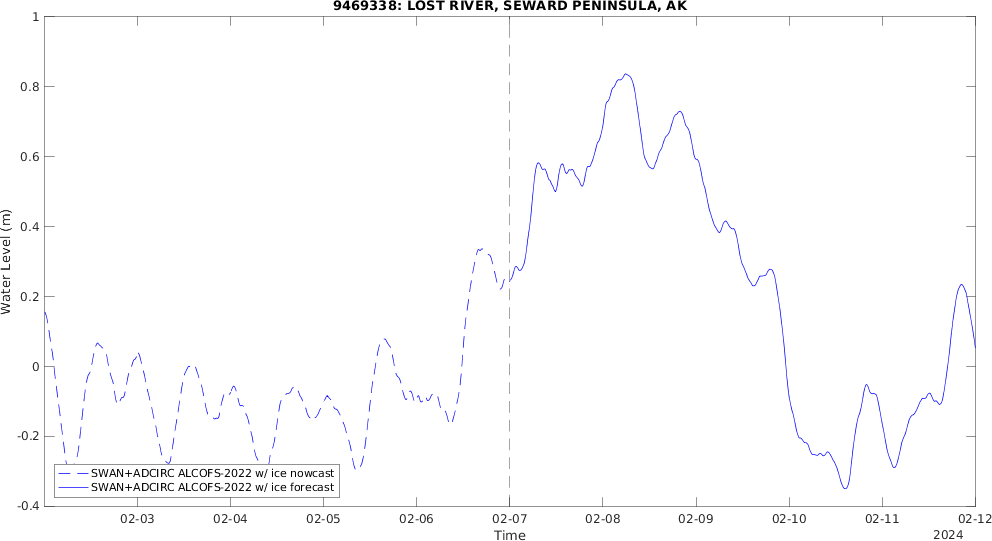 9469338: LOST RIVER, SEWARD PENINSULA, AK
1
0.8
0.6
0.4
0.2
0
-0.2
-0.4
Water Level (m)
SWAN+ADCIRC ALCOFS-2022 w/ ice nowcast
SWAN+ADCIRC ALCOFS-2022 w/ ice forecast
02-03 02-04 02-05 02-06 02-07 02-08 02-09 02-10 02-11 02-12
Time
2024